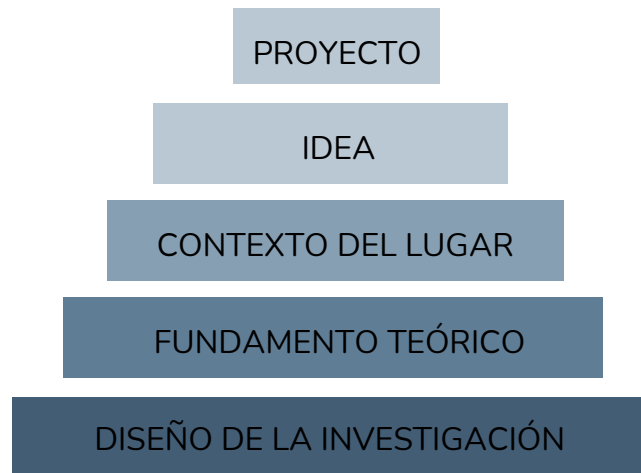 PROYECTO
IDEA
CONTEXTO DEL LUGAR
FUNDAMENTO TEÓRICO
DISEÑO DE LA INVESTIGACIÓN